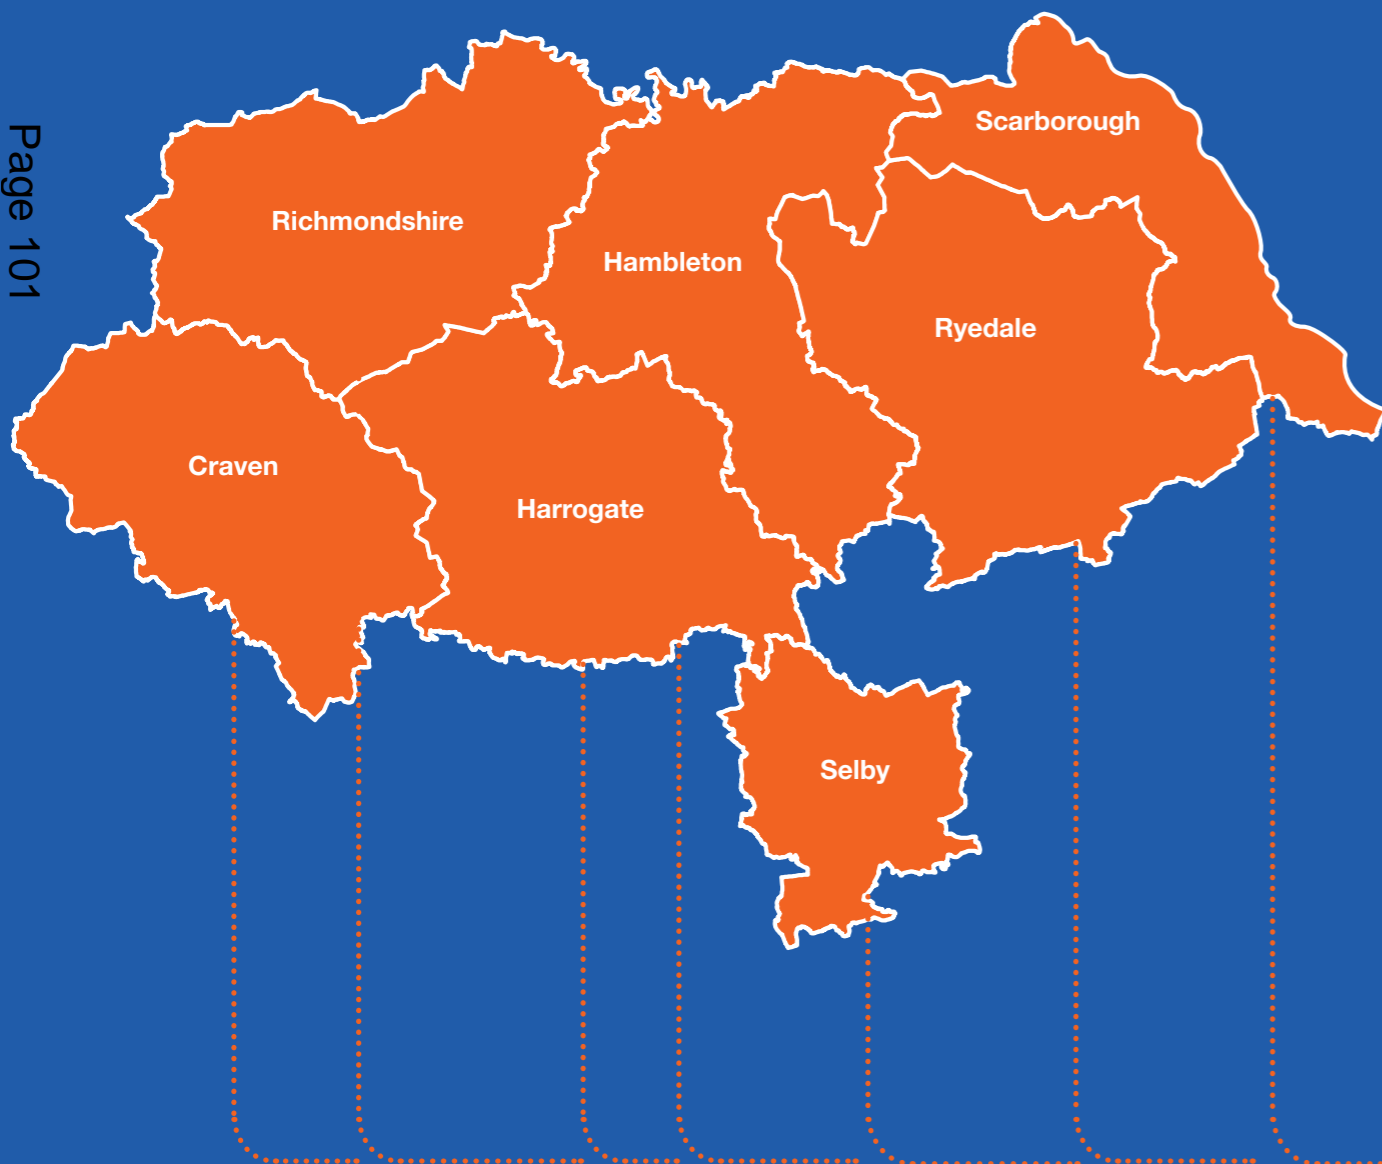 Scarborough
Richmondshire
Hambleton
Ryedale
Craven
Harrogate
Selby
Page 101